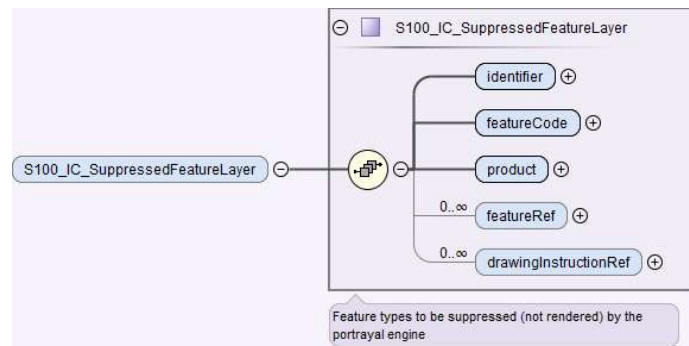 S100_IC_SuppressedFeatureLayer
identifier
featureCode
S100_IC_SuppressedFeatureLayer
product
0..∞
featureRef
0..∞
drawingInstructionRef
Feature types to be suppressed (not rendered) by the
portrayal engine